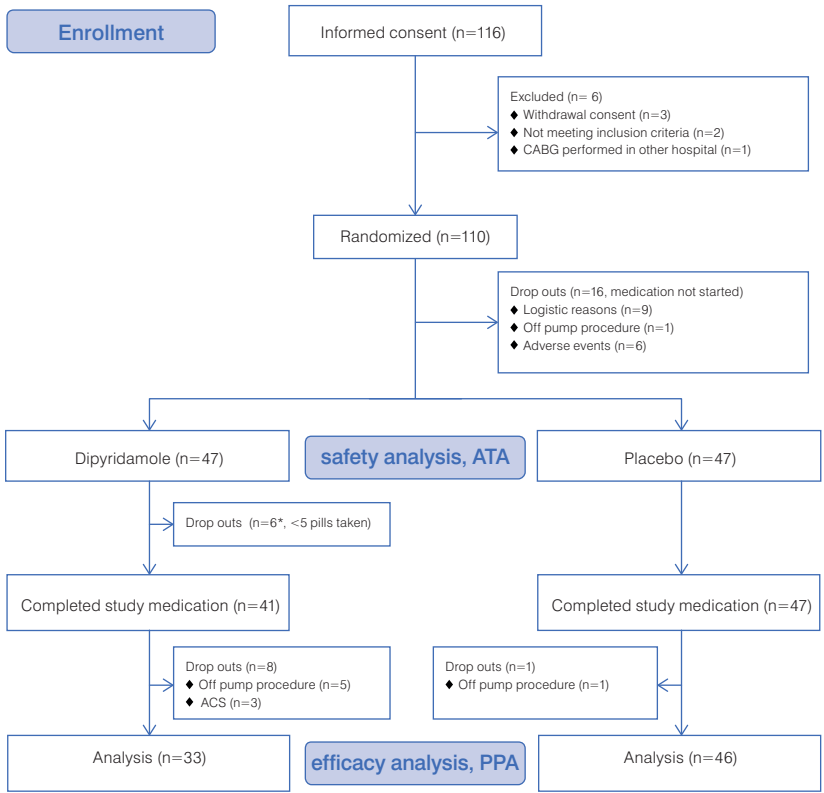 Enrollment
Informed consent (n=116)
Excluded (n= 6)
♦ Withdrawal consent (n=3)
♦ Not meeting inclusion criteria (n=2)
♦ CABG performed in other hospital (n=1)
Randomized (n=110)
Drop outs (n=16, medication not started)
♦ Logistic reasons (n=9)
♦ Off pump procedure (n=1)
♦ Adverse events (n=6)
Dipyridamole (n=47)
safety analysis, ATA
Placebo (n=47)
Drop outs (n=6*, <5 pills taken)
Completed study medication (n=41)
Completed study medication (n=47)
Drop outs (n=8)
♦ Off pump procedure (n=5)
♦ ACS (n=3)
Drop outs (n=1)
♦ Off pump procedure (n=1)
Analysis (n=33)
efficacy analysis, PPA
Analysis (n=46)